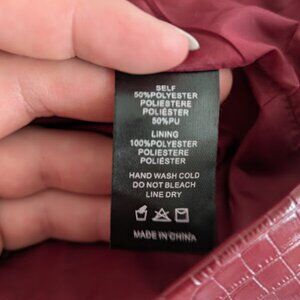 SELF
50%POLYESTER
POLIESTERE
POLIÉSTER
50%PU
LINING
100%POLYESTER
POLIESTERE
POLIÉSTER
HAND WASH COLD
DO NOT BLEACH
LINE DRY
MADE IN CHINA